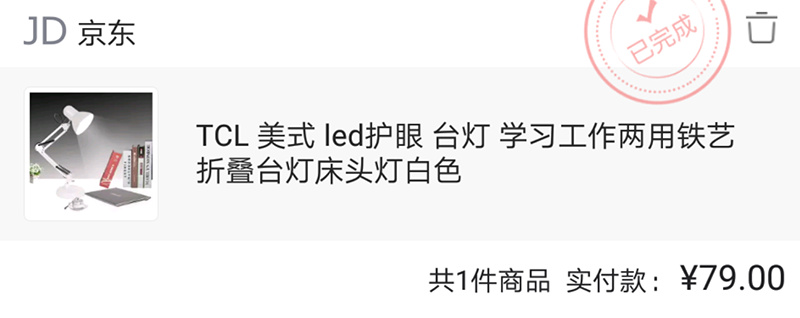 JD 京东
已完成
TCL 美式 led护眼 台灯 学习工作两用铁艺
折叠台灯床头灯白色
共1件商品 实付款：¥79.00